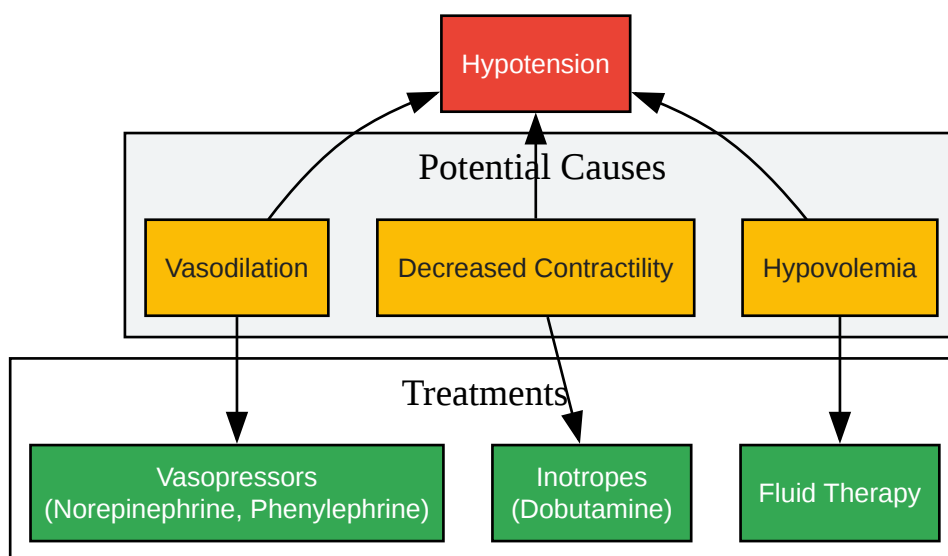 Hypotension
Potential Causes
Vasodilation
Decreased Contractility
Hypovolemia
Treatments
Vasopressors
(Norepinephrine, Phenylephrine)
Inotropes
(Dobutamine)
Fluid Therapy